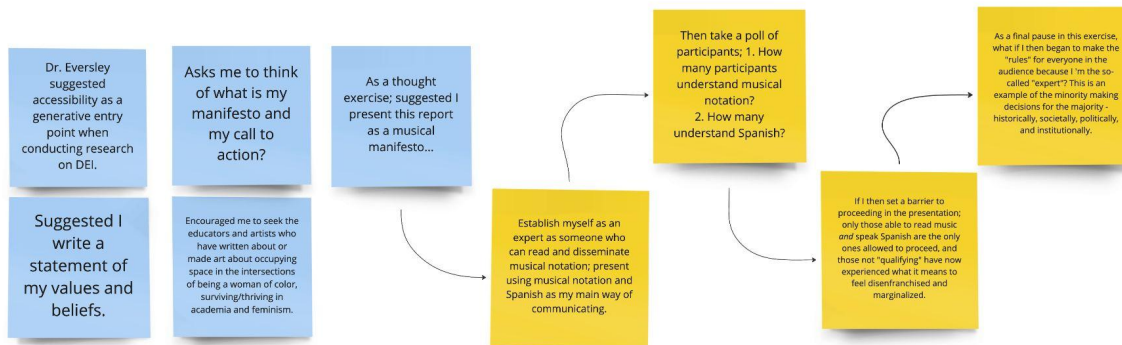 Dr. Eversley
suggested
accessibility as a
generative entry
point when
conducting research
on DEI.
Asks me to think
of what is my
manifesto and
my call to
action?
Suggested I
write a
statement of
my values and
beliefs.
Encouraged me to seek the
educators and artists who
have written about or
made art about occupying
space in the intersections
of being a woman of color,
surviving/thriving in
academia and feminism.
As a thought
exercise; suggested I
present this report
as a musical
manifesto...
Establish myself as an
expert as someone who
can read and disseminate
musical notation; present
using musical notation and
Spanish as my main way of
communicating.
Then take a poll of
participants; 1. How
many participants
understand musical
notation?
2. How many
understand Spanish?
If I then set a barrier to
proceeding in the presentation;
only those able to read music
and speak Spanish are the only
ones allowed to proceed, and
those not "qualifying" have now
experienced what it means to
feel disenfranchised and
marginalized.
As a final pause in this exercise,
what if I then began to make the
"rules" for everyone in the
audience because I 'm the so-
called "expert"? This is an
example of the minority making
decisions for the majority -
historically, societally, politically,
and institutionally.